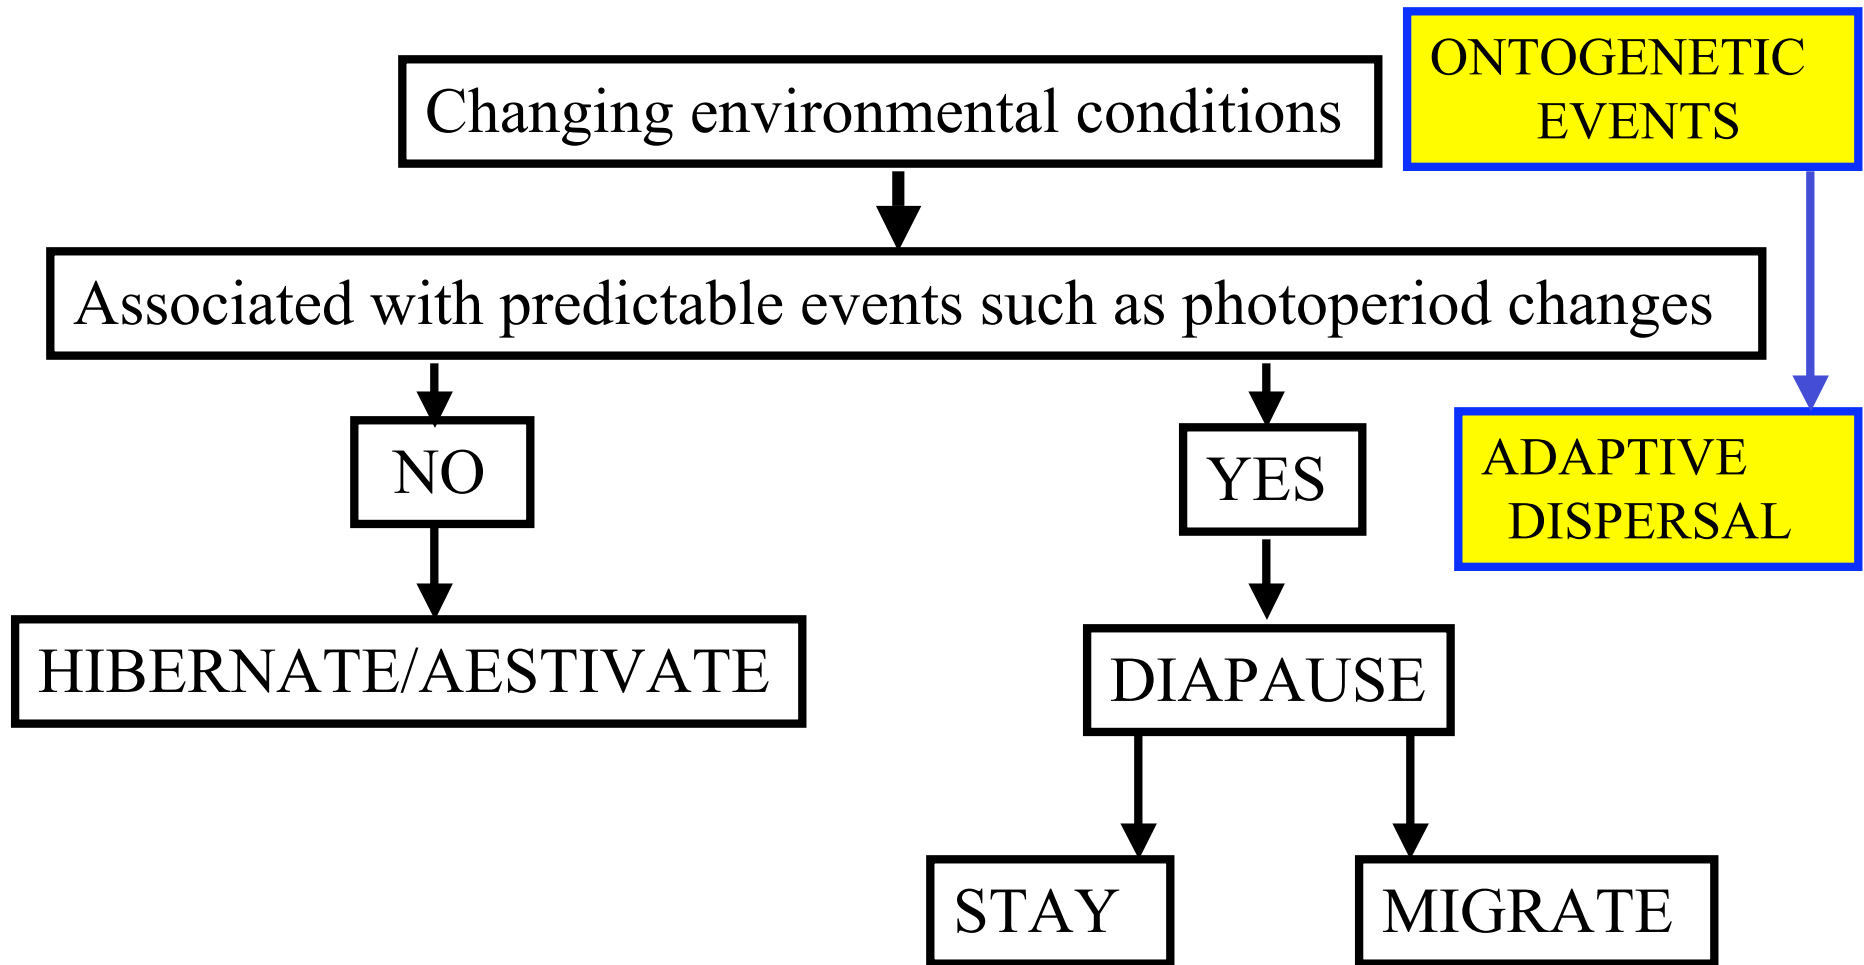 Changing environmental conditions
ONTOGENETIC
EVENTS
Associated with predictable events such as photoperiod changes
NO
YES
ADAPTIVE
DISPERSAL
HIBERNATE/AESTIVATE
DIAPAUSE
STAY
MIGRATE